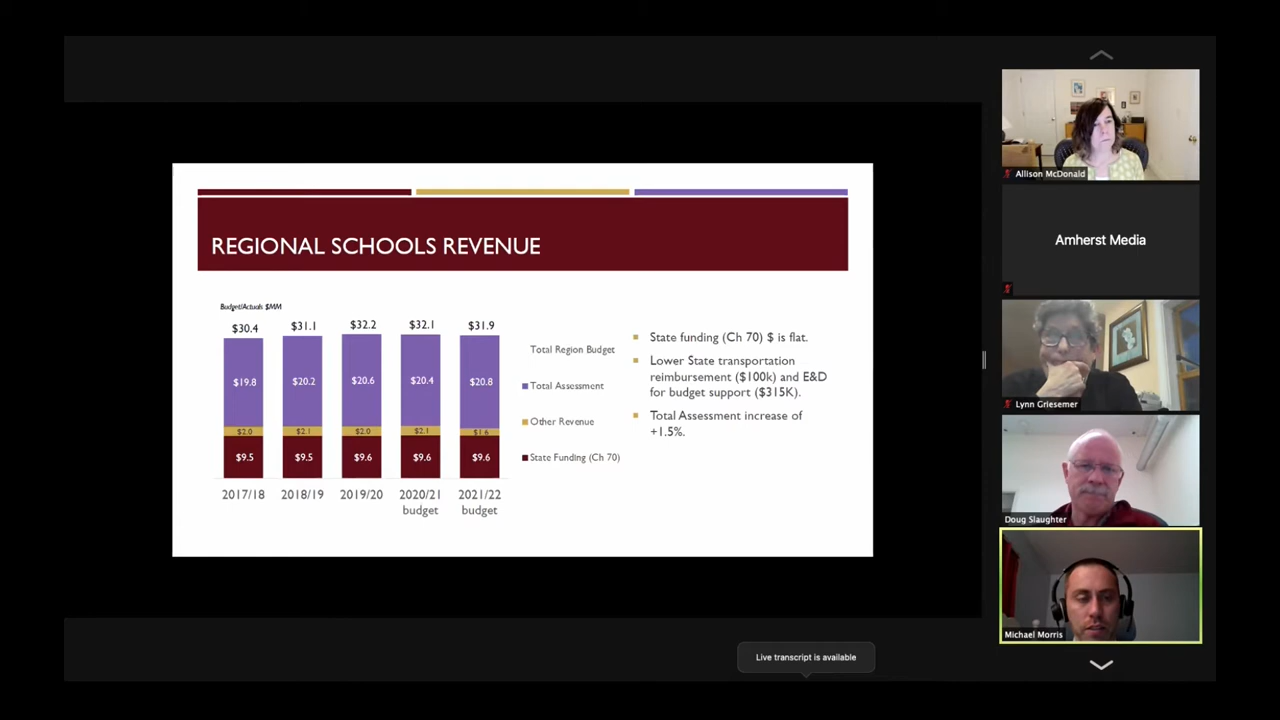 REGIONAL SCHOOLS REVENUE
Budget/Actuals $MM
$30.4
$31.1
$32.2
$32.1
$31.9
$19.8
$20.2
$20.6
$20.4
$20.8
$2.0
$2.1
$2.0
$2.1
$1.6
$9.5
$9.5
$9.6
$9.6
$9.6
2017/18
2018/19
2019/20
2020/21
budget
2021/22
budget
Total Region Budget
Total Assessment
Other Revenue
State Funding (Ch 70)
State funding (Ch 70) $ is flat.
Lower State transportation
reimbursement ($100k) and E&D
for budget support ($315K).
Total Assessment increase of
+1.5%.
Allison McDonald
Amherst Media
Lynn Griesemer
Doug Slaughter
Michael Morris
Live transcript is available